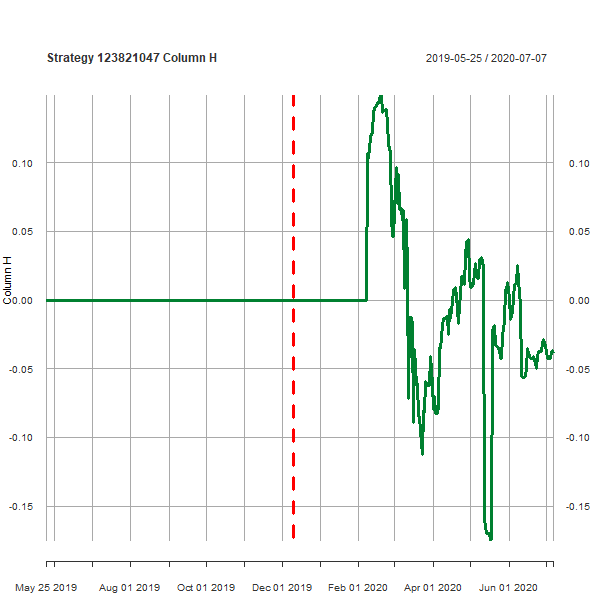 Strategy 123821047 Column H
2019-05-25 / 2020-07-07
0.10 0.10
0.05 0.05
Column H
0.00 0.00
-0.05 -0.05
-0.10 -0.10
-0.15 -0.15
May 25 2019 Aug 01 2019 Oct 01 2019 Dec 01 2019 Feb 01 2020 Apr 01 2020 Jun 01 2020